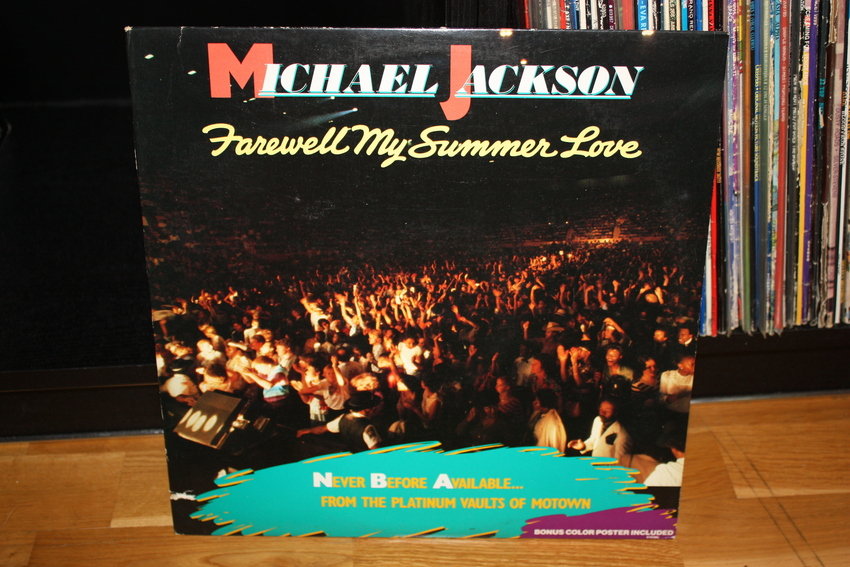 MICHAEL JACKSON
Farewell My Summer Love
NEVER BEFORE AVAILABLE...
FROM THE PLATINUM VAULTS OF MOTOWN
BONUS COLOR POSTER INCLUDED